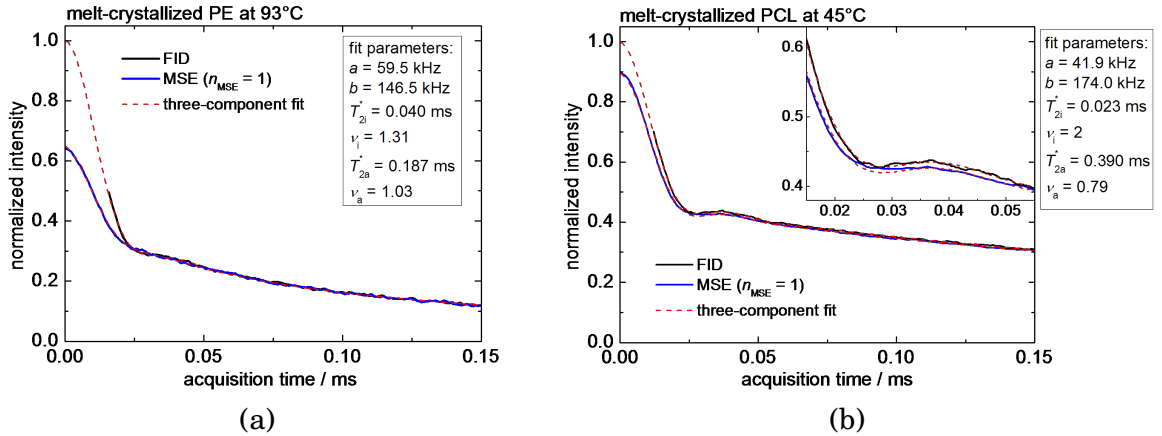 melt-crystallized PE at 93°C
normalized intensity
1.0
0.8
0.6
0.4
0.2
0.0
FID
MSE (nMSE = 1)
three-component fit
fit parameters:
a = 59.5 kHz
b = 146.5 kHz
T*2i = 0.040 ms
νi = 1.31
T*2a = 0.187 ms
νa = 1.03
0.00 0.05 0.10 0.15
acquisition time / ms
(a)
melt-crystallized PCL at 45°C
normalized intensity
1.0
0.8
0.6
0.4
0.2
0.0
0.6
0.5
0.4
0.02 0.03 0.04 0.05
fit parameters:
a = 41.9 kHz
b = 174.0 kHz
T*2i = 0.023 ms
νi = 2
T*2a = 0.390 ms
νa = 0.79
FID
MSE (nMSE = 1)
three-component fit
0.00 0.05 0.10 0.15
acquisition time / ms
(b)